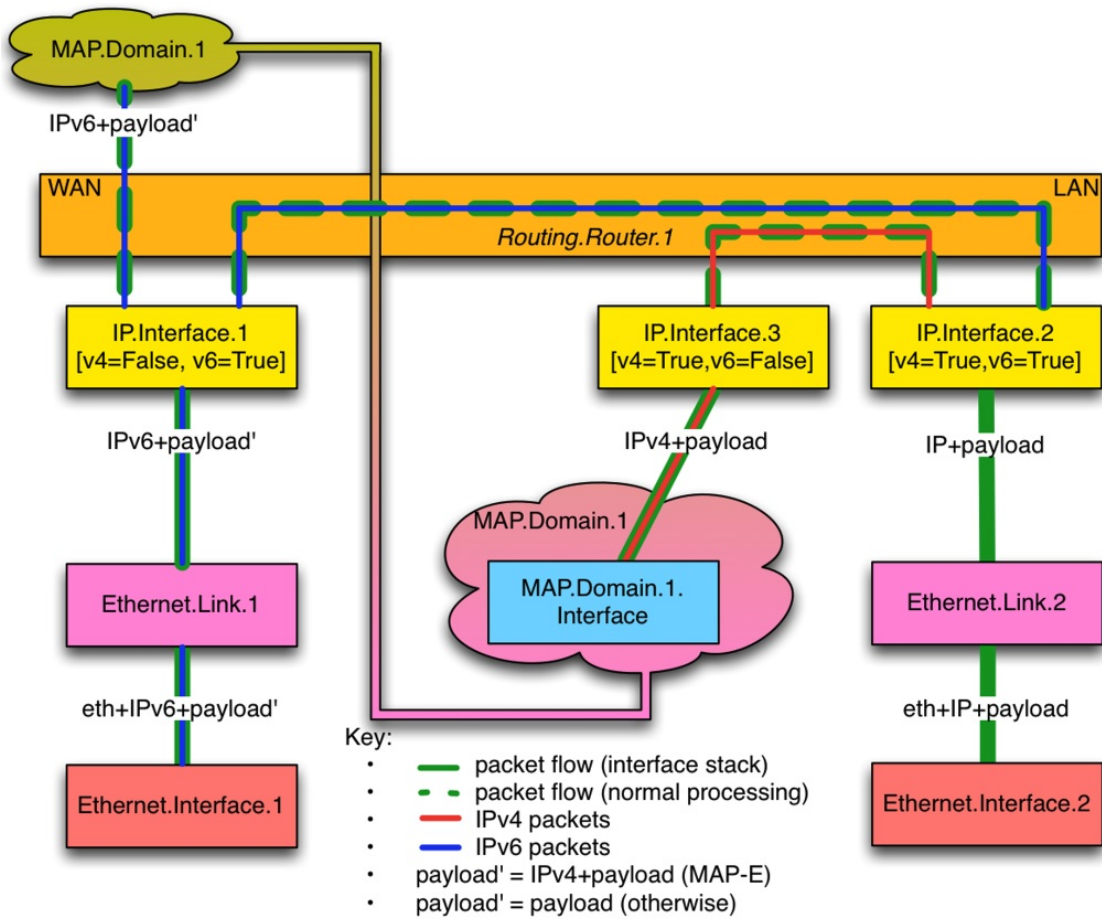 MAP.Domain.1
IPv6+payload'
WAN
LAN
Routing.Router.1
IP.Interface.1
[v4=False, v6=True]
IP.Interface.3
[v4=True,v6=False]
IP.Interface.2
[v4=True,v6=True]
IPv6+payload'
IPv4+payload
IP+payload
MAP.Domain.1
MAP.Domain.1.
Interface
Ethernet.Link.1
Ethernet.Link.2
eth+IPv6+payload'
eth+IP+payload
Ethernet.Interface.1
Ethernet.Interface.2
Key:
• packet flow (interface stack)
• packet flow (normal processing)
• IPv4 packets
• IPv6 packets
• payload' = IPv4+payload (MAP-E)
• payload' = payload (otherwise)